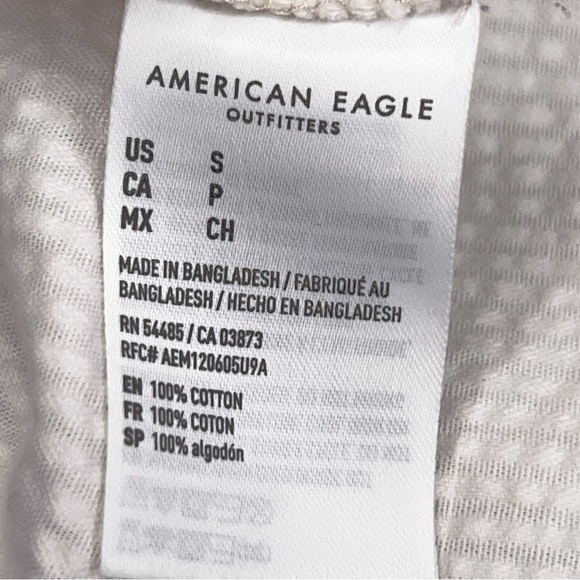 AMERICAN EAGLE
OUTFITTERS
US S
CA P
MX CH
MADE IN BANGLADESH / FABRIQUÉ AU
BANGLADESH / HECHO EN BANGLADESH
RN 54485 / CA 03873
RFC# AEM120605U9A
EN 100% COTTON
FR 100% COTON
SP 100% algodón